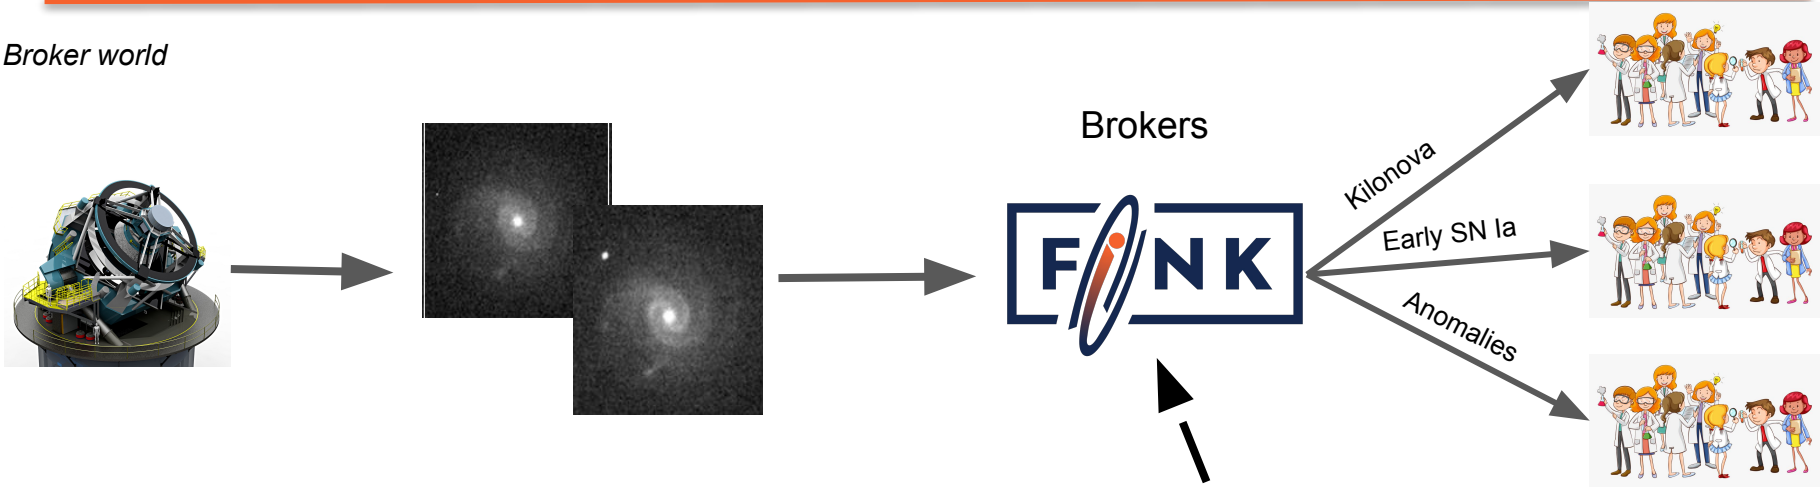 Broker world
Brokers
FINK
Kilonova
Early SN Ia
Anomalies